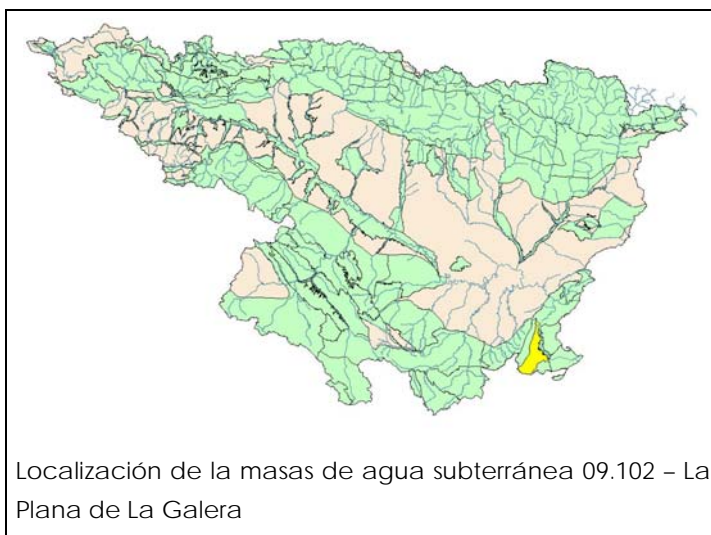 Localización de la masas de agua subterránea 09.102 – La
Plana de La Galera